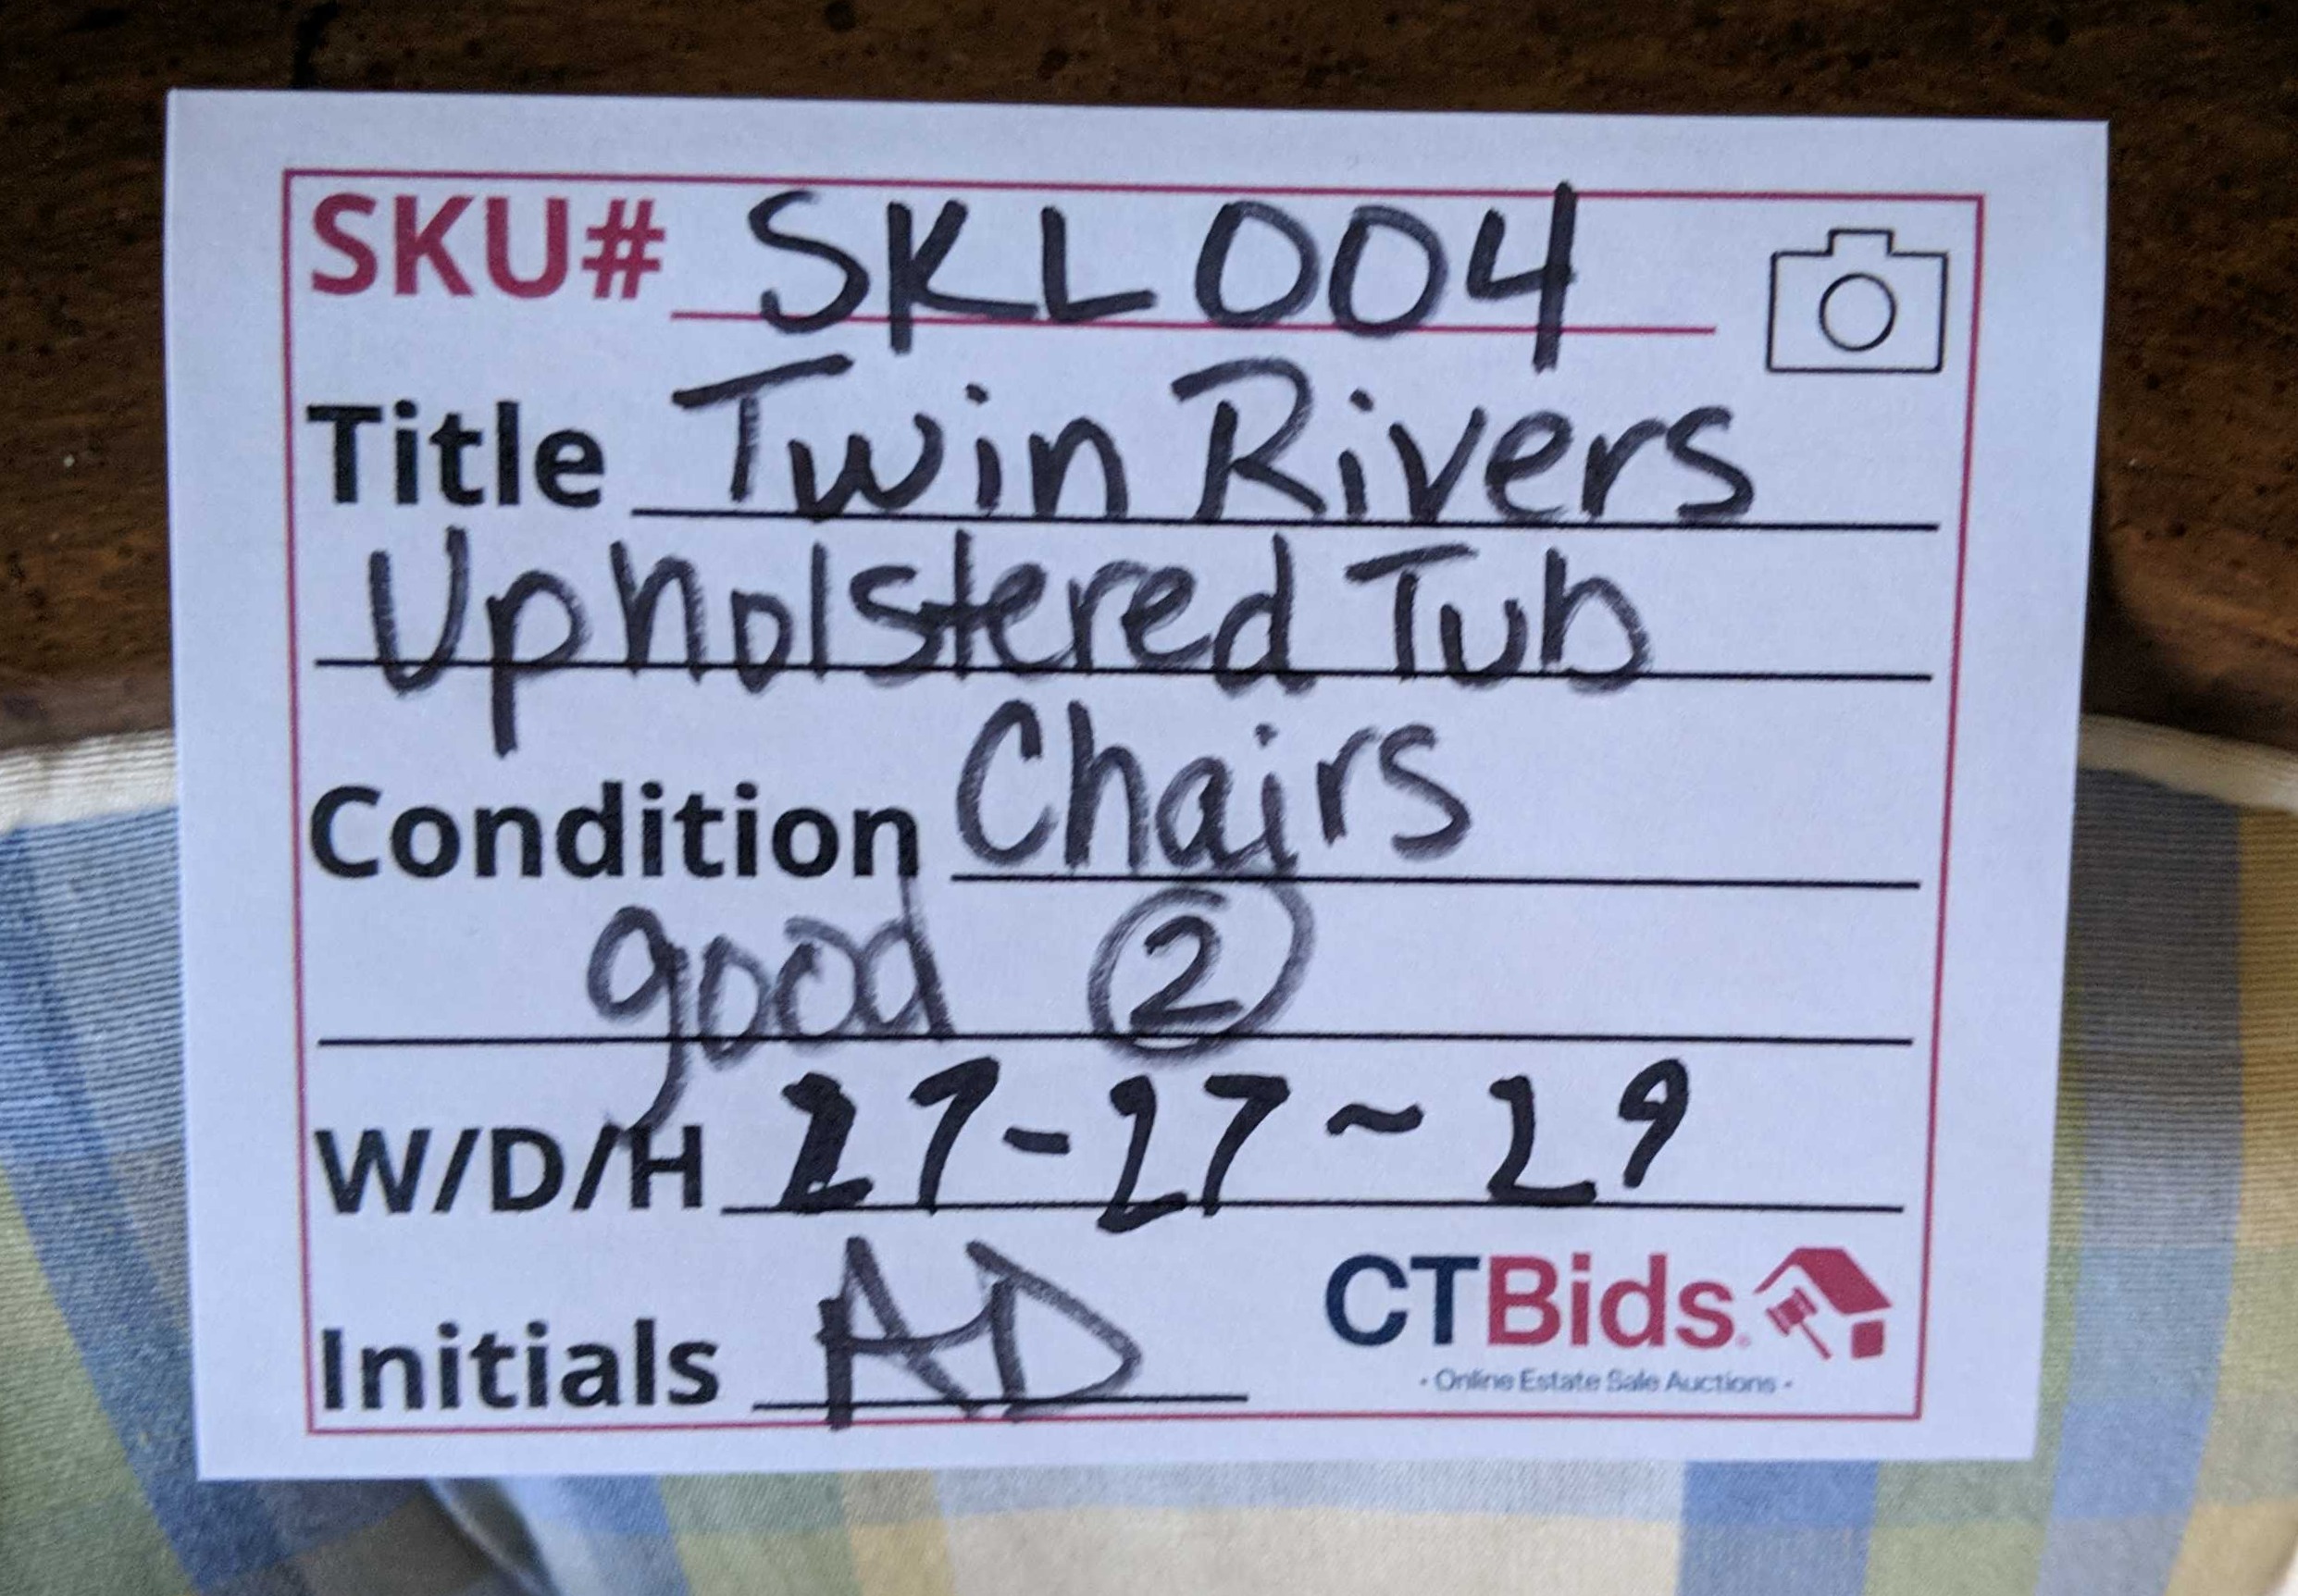 SKU# SKL004
Title Twin Rivers
Upholstered Tub
Condition Chairs
good 2
W/D/H 27-27~29
Initials AD
CTBids
· Online Estate Sale Auctions ·